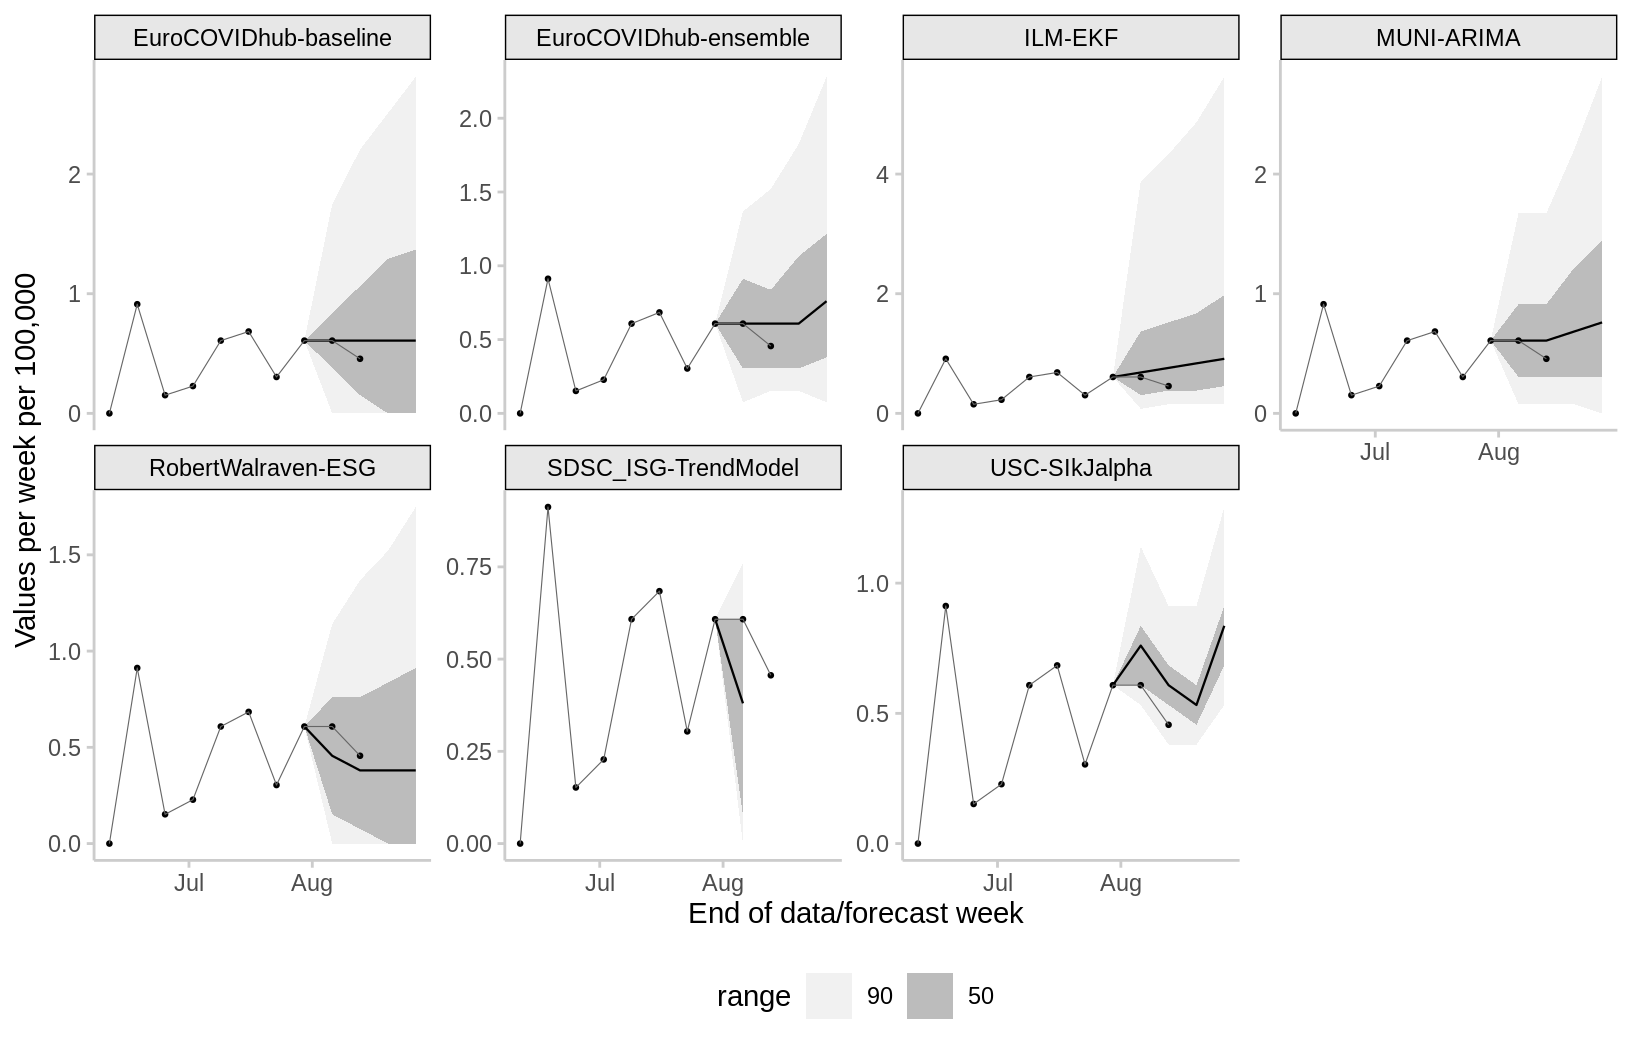 EuroCOVIDhub-baseline
EuroCOVIDhub-ensemble
ILM-EKF
MUNI-ARIMA
Values per week per 100,000
2
1
0
2.0
1.5
1.0
0.5
0.0
4
2
0
2
1
0
Jul
Aug
RobertWalraven-ESG
SDSC_ISG-TrendModel
USC-SIkJalpha
1.5
1.0
0.5
0.0
0.75
0.50
0.25
0.00
1.0
0.5
0.0
Jul
Aug
Jul
Aug
Jul
Aug
End of data/forecast week
range
90
50